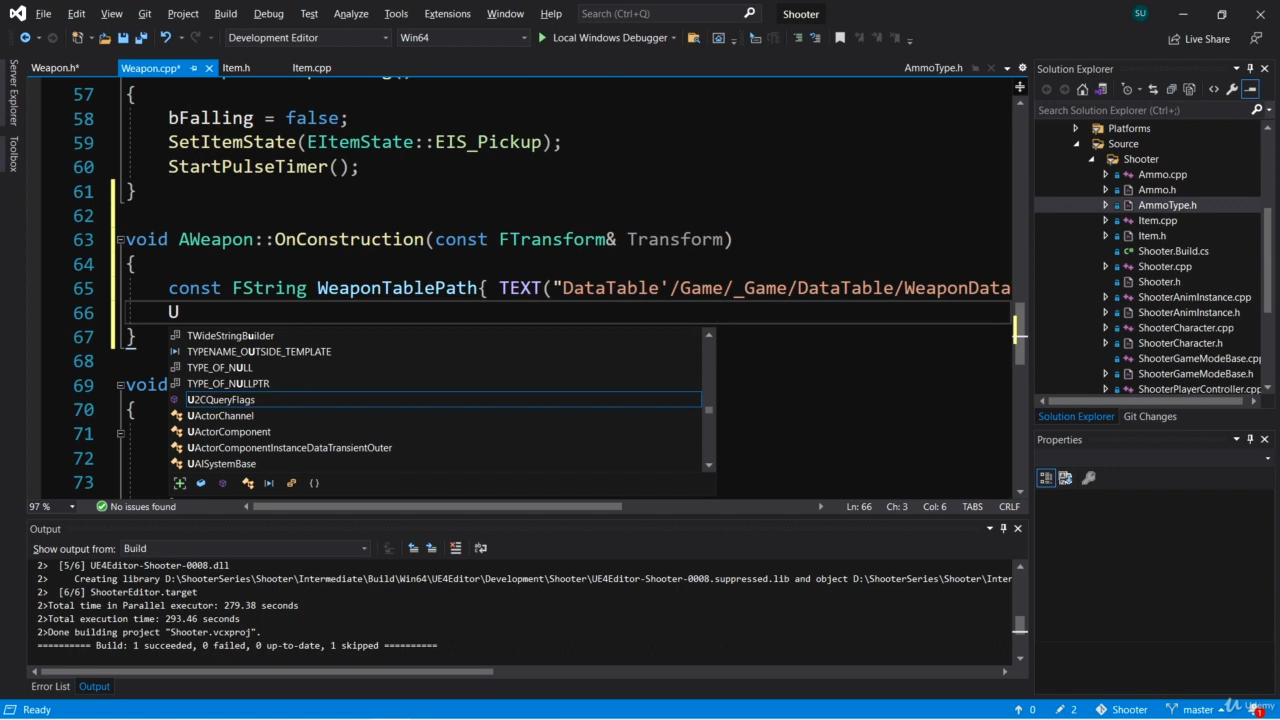 File Edit View Git Project Build Debug Test Analyze Tools Extensions Window Help Search (Ctrl+Q) Shooter SU
Development Editor Win64 Local Windows Debugger Live Share
Server Explorer
Toolbox
Weapon.h* Weapon.cpp* Item.h Item.cpp AmmoType.h
57 {
58 bFalling = false;
59 SetItemState(EItemState::EIS_Pickup);
60 StartPulseTimer();
61 }
62
63 void AWeapon::OnConstruction(const FTransform& Transform)
64 {
65 const FString WeaponTablePath{ TEXT("DataTable'/Game/_Game/DataTable/WeaponData
66 U
67 }
68
69 void
70 {
71
72
73
TWideStringBuilder
TYPENAME_OUTSIDE_TEMPLATE
TYPE_OF_NULL
TYPE_OF_NULLPTR
U2CQueryFlags
UActorChannel
UActorComponent
UActorComponentInstanceDataTransientOuter
UAISystemBase
97 % No issues found Ln: 66 Ch: 3 Col: 6 TABS CRLF
Output
Show output from: Build
2> [5/6] UE4Editor-Shooter-0008.dll
2> Creating library D:\ShooterSeries\Shooter\Intermediate\Build\Win64\UE4Editor\Development\Shooter\UE4Editor-Shooter-0008.suppressed.lib and object D:\ShooterSeries\Shooter\Inter
2> [6/6] ShooterEditor.target
2>Total time in Parallel executor: 279.38 seconds
2>Total execution time: 293.46 seconds
2>Done building project "Shooter.vcxproj".
========== Build: 1 succeeded, 0 failed, 0 up-to-date, 1 skipped ==========
Error List Output
Solution Explorer
Search Solution Explorer (Ctrl+;)
Platforms
Source
Shooter
Ammo.cpp
Ammo.h
AmmoType.h
Item.cpp
Item.h
Shooter.Build.cs
Shooter.cpp
Shooter.h
ShooterAnimInstance.cpp
ShooterAnimInstance.h
ShooterCharacter.cpp
ShooterCharacter.h
ShooterGameModeBase.cpp
ShooterGameModeBase.h
ShooterPlayerController.cpp
Solution Explorer Git Changes
Properties
Ready 0 2 Shooter master 1
Udemy